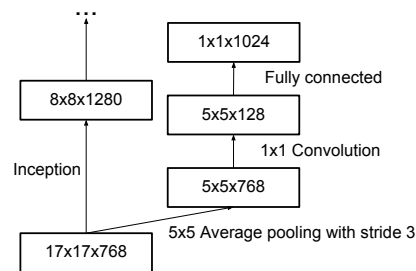 ...
1x1x1024
Fully connected
8x8x1280
5x5x128
1x1 Convolution
Inception
5x5x768
5x5 Average pooling with stride 3
17x17x768